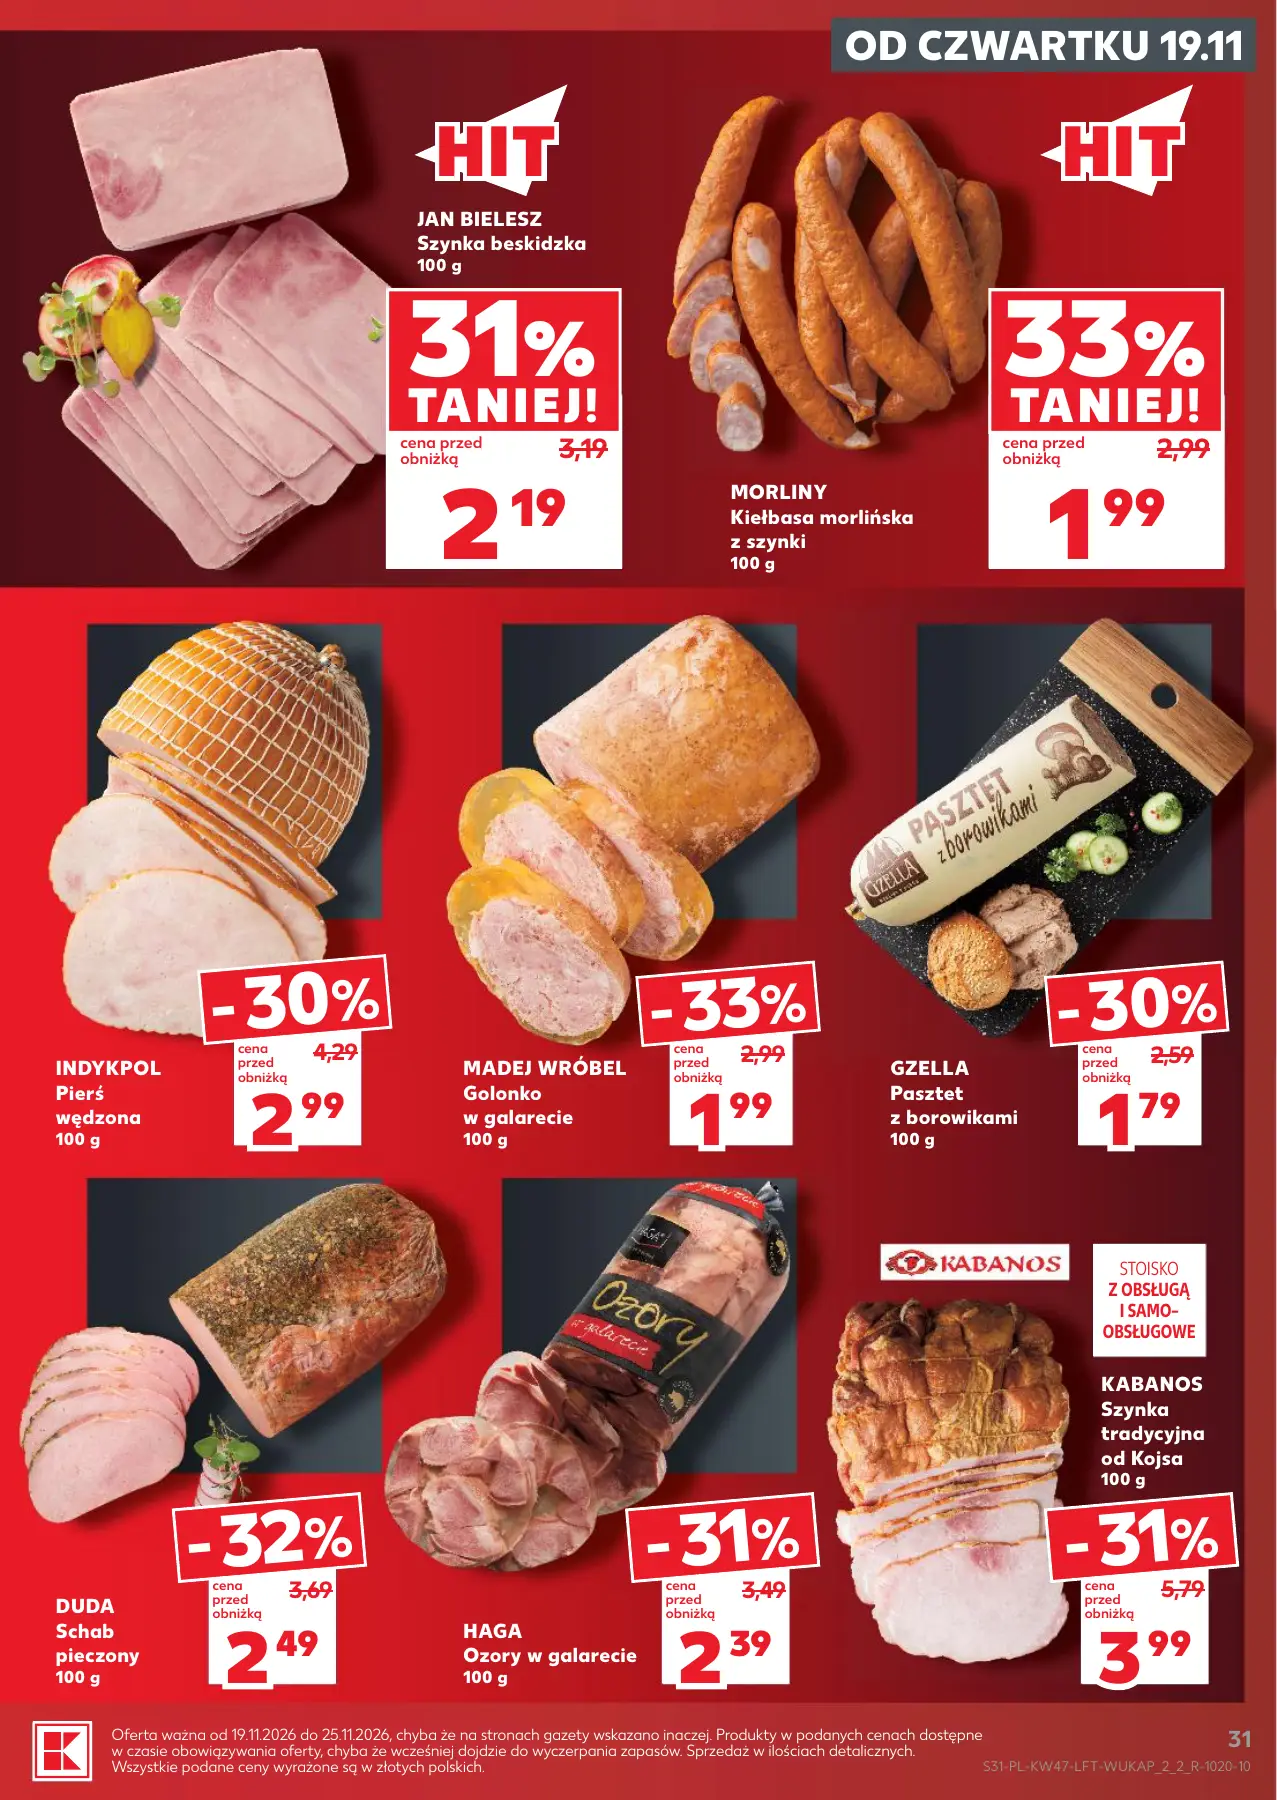 OD CZWARTKU 19.11
HIT
JAN BIELESZ
Szynka beskidzka
100 g
31%
TANIEJ!
cena przed
obniżką
3,19
2 19
HIT
33%
TANIEJ!
cena przed
obniżką
2,99
1 99
MORLINY
Kiełbasa morlińska
z szynki
100 g
-30%
cena
przed
obniżką
4,29
2 99
INDYKPOL
Pierś
wędzona
100 g
-33%
cena
przed
obniżką
2,99
1 99
MADEJ WRÓBEL
Golonko
w galarecie
100 g
PASZTET
z borowikami
GZELLA
-30%
cena
przed
obniżką
2,59
1 79
GZELLA
Pasztet
z borowikami
100 g
-32%
cena
przed
obniżką
3,69
2 49
DUDA
Schab
pieczony
100 g
Ozory
w galarecie
-31%
cena
przed
obniżką
3,49
2 39
HAGA
Ozory w galarecie
100 g
KABANOS
STOISKO
Z OBSŁUGĄ
I SAMO-
OBSŁUGOWE
KABANOS
Szynka
tradycyjna
od Kojsa
100 g
-31%
cena
przed
obniżką
5,79
3 99
Oferta ważna od 19.11.2026 do 25.11.2026, chyba że na stronach gazety wskazano inaczej. Produkty w podanych cenach dostępne
w czasie obowiązywania oferty, chyba że wcześniej dojdzie do wyczerpania zapasów. Sprzedaż w ilościach detalicznych.
Wszystkie podane ceny wyrażone są w złotych polskich.
31
S31-PL-KW47-LFT-WUKAP_2_2_R-1020-10